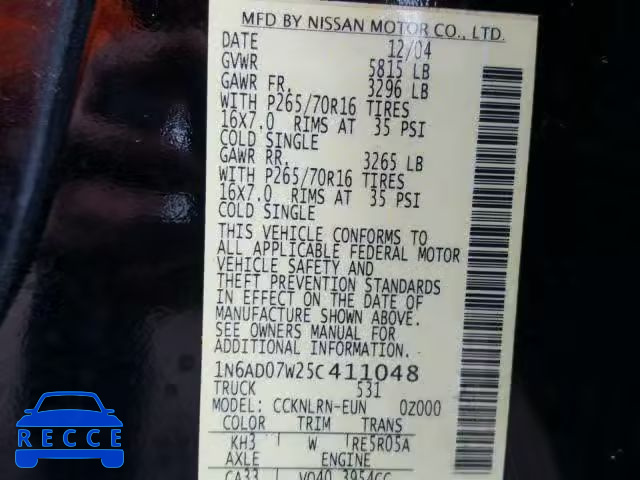 MFD BY NISSAN MOTOR CO., LTD.
DATE 12/04
GVWR 5815 LB
GAWR FR. 3296 LB
WITH P265/70R16 TIRES
16X7.0 RIMS AT 35 PSI
COLD SINGLE
GAWR RR. 3265 LB
WITH P265/70R16 TIRES
16X7.0 RIMS AT 35 PSI
COLD SINGLE
THIS VEHICLE CONFORMS TO
ALL APPLICABLE FEDERAL MOTOR
VEHICLE SAFETY AND
THEFT PREVENTION STANDARDS
IN EFFECT ON THE DATE OF
MANUFACTURE SHOWN ABOVE.
SEE OWNERS MANUAL FOR
ADDITIONAL INFORMATION.
1N6AD07W25C411048
TRUCK 531
MODEL: CCKNLRN-EUN 0Z000
COLOR TRIM TRANS
KH3 W RE5R05A
AXLE ENGINE
CA33 VQ40 3954CC
RECCE